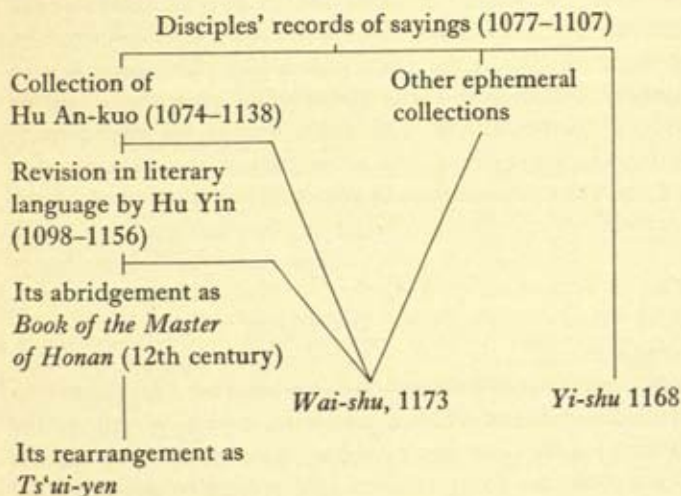 Disciples' records of sayings (1077–1107)
Collection of
Hu An-kuo (1074–1138)
Other ephemeral
collections
Revision in literary
language by Hu Yin
(1098–1156)
Its abridgement as
Book of the Master
of Honan (12th century)
Wai-shu, 1173
Yi-shu 1168
Its rearrangement as
Ts‘ui-yen